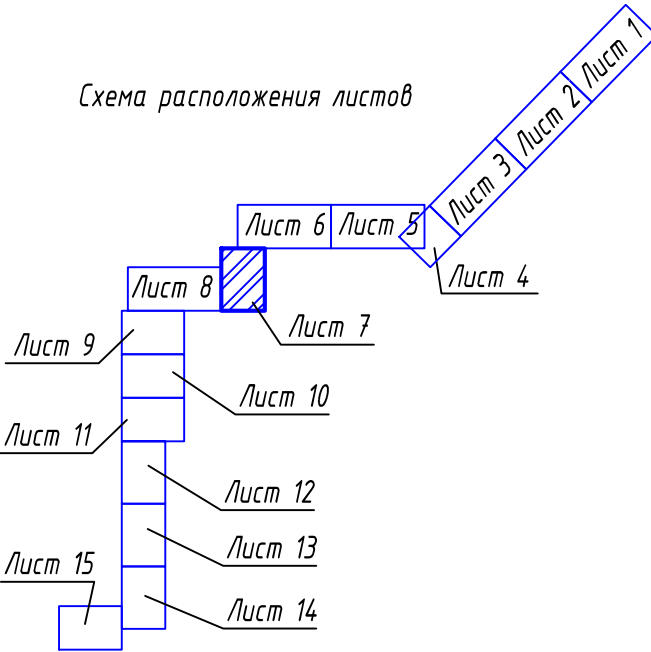 Схема расположения листов
Лист 1
Лист 2
Лист 3
Лист 4
Лист 5
Лист 6
Лист 7
Лист 8
Лист 9
Лист 10
Лист 11
Лист 12
Лист 13
Лист 14
Лист 15